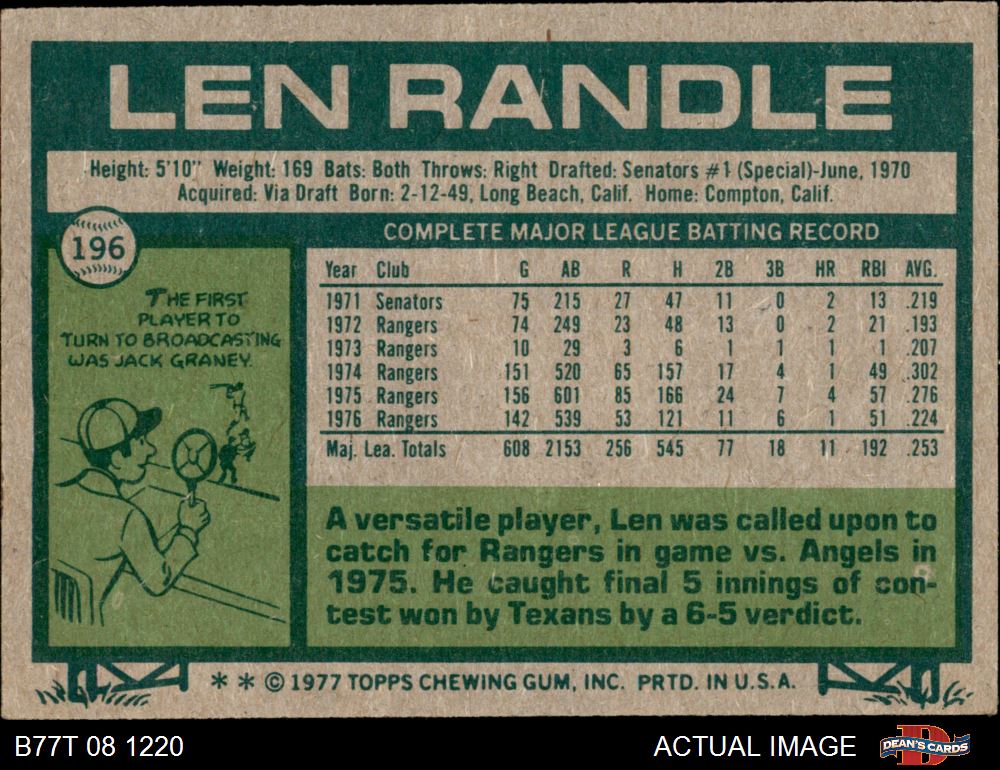 LEN RANDLE
Height: 5'10" Weight: 169 Bats: Both Throws: Right Drafted: Senators #1 (Special)-June, 1970
Acquired: Via Draft Born: 2-12-49, Long Beach, Calif. Home: Compton, Calif.
196
THE FIRST
PLAYER TO
TURN TO BROADCASTING
WAS JACK GRANEY.
COMPLETE MAJOR LEAGUE BATTING RECORD
Year Club G AB R H 2B 3B HR RBI AVG.
1971 Senators 75 215 27 47 11 0 2 13 .219
1972 Rangers 74 249 23 48 13 0 2 21 .193
1973 Rangers 10 29 3 6 1 1 1 1 .207
1974 Rangers 151 520 65 157 17 4 1 49 .302
1975 Rangers 156 601 85 166 24 7 4 57 .276
1976 Rangers 142 539 53 121 11 6 1 51 .224
Maj. Lea. Totals 608 2153 256 545 77 18 11 192 .253
A versatile player, Len was called upon to
catch for Rangers in game vs. Angels in
1975. He caught final 5 innings of con-
test won by Texans by a 6-5 verdict.
* * © 1977 TOPPS CHEWING GUM, INC. PRTD. IN U.S.A.
B77T 08 1220
ACTUAL IMAGE
DEAN'S CARDS